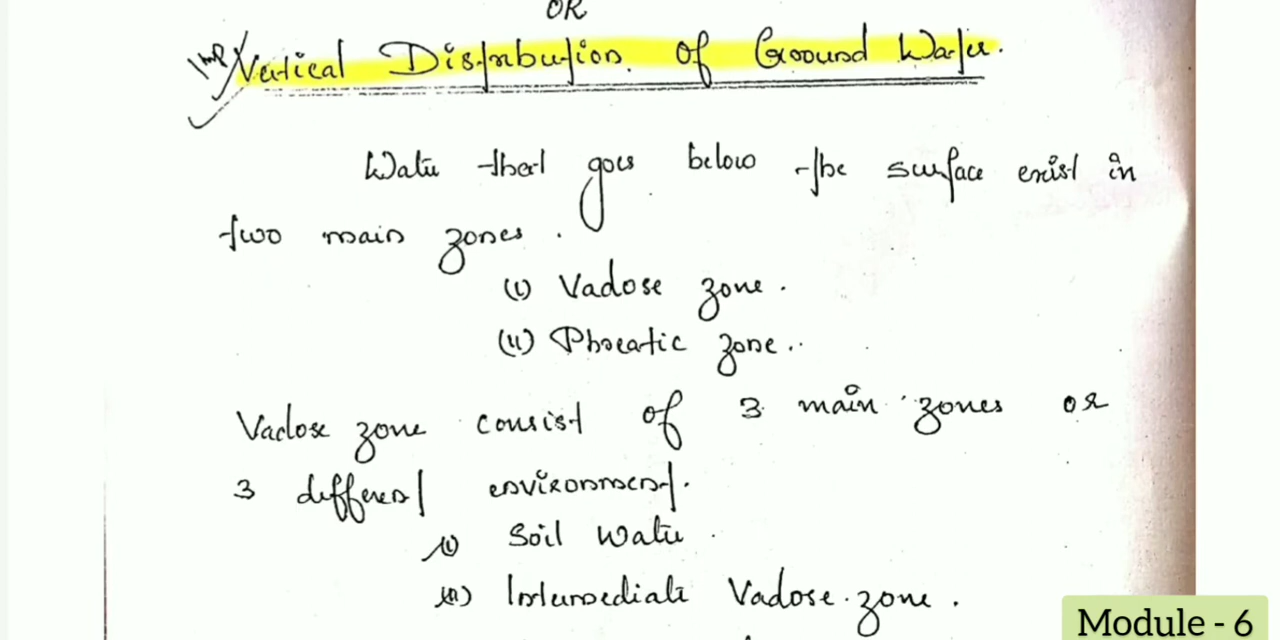 OR
Imp Vertical Distribution of Ground Water.
Water that goes below the surface exist in
two main zones.
(i) Vadose zone.
(ii) Phreatic zone..
Vadose zone consist of 3 main zones or
3 different environment.
(i) Soil Water.
(ii) Intermediate Vadose zone.
Module - 6